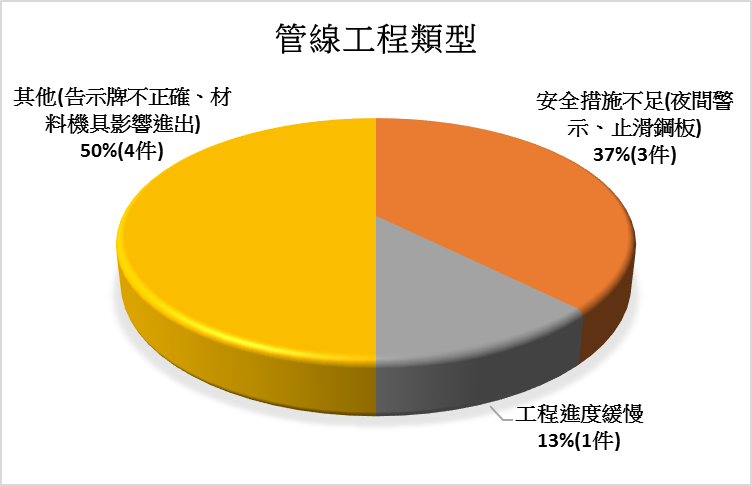 管線工程類型
其他(告示牌不正確、材
料機具影響進出)
50%(4件)
安全措施不足(夜間警
示、止滑鋼板)
37%(3件)
工程進度緩慢
13%(1件)